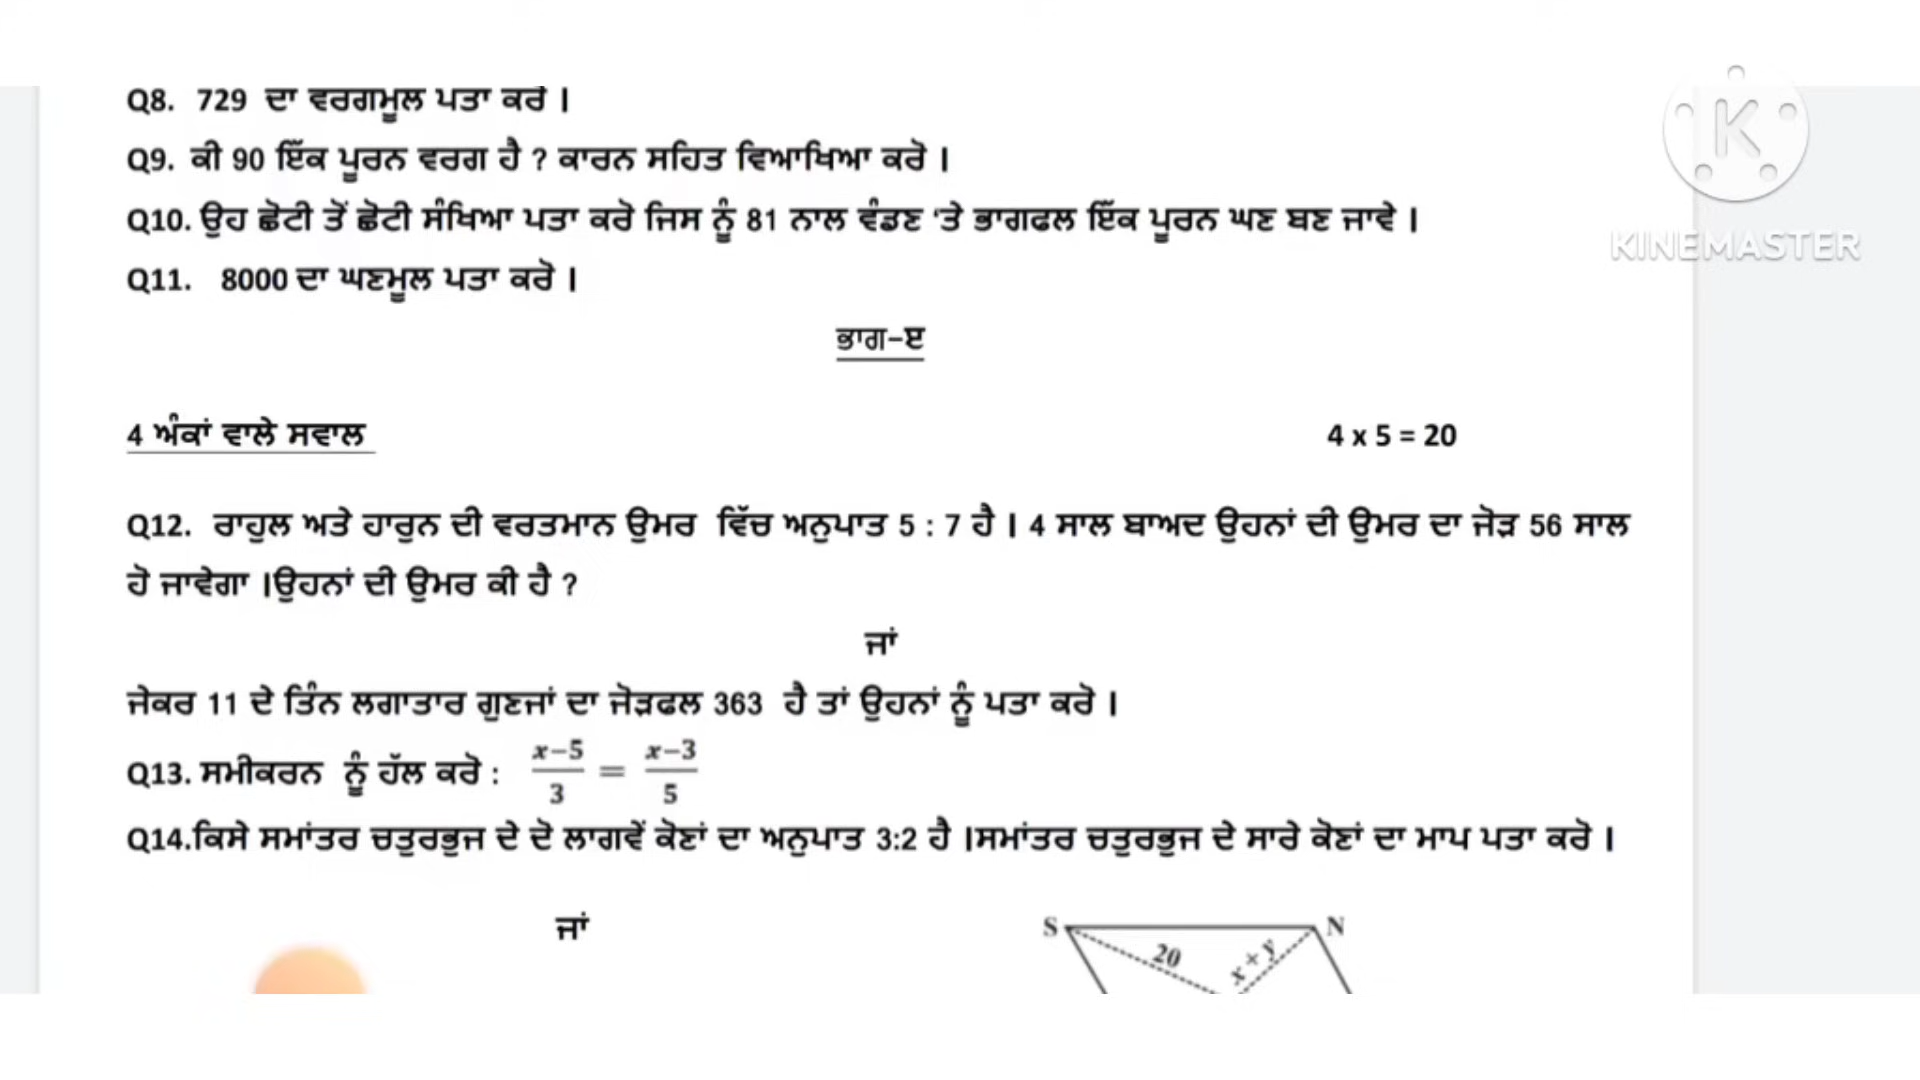 Q8. 729 ਦਾ ਵਰਗਮੂਲ ਪਤਾ ਕਰੋ |
Q9. ਕੀ 90 ਇੱਕ ਪੂਰਨ ਵਰਗ ਹੈ ? ਕਾਰਨ ਸਹਿਤ ਵਿਆਖਿਆ ਕਰੋ |
Q10. ਉਹ ਛੋਟੀ ਤੋਂ ਛੋਟੀ ਸੰਖਿਆ ਪਤਾ ਕਰੋ ਜਿਸ ਨੂੰ 81 ਨਾਲ ਵੰਡਣ ‘ਤੇ ਭਾਗਫਲ ਇੱਕ ਪੂਰਨ ਘਣ ਬਣ ਜਾਵੇ |
KINEMASTER
Q11. 8000 ਦਾ ਘਣਮੂਲ ਪਤਾ ਕਰੋ |
ਭਾਗ-ੲ
4 ਅੰਕਾਂ ਵਾਲੇ ਸਵਾਲ 4 x 5 = 20
Q12. ਰਾਹੁਲ ਅਤੇ ਹਾਰੁਨ ਦੀ ਵਰਤਮਾਨ ਉਮਰ ਵਿੱਚ ਅਨੁਪਾਤ 5 : 7 ਹੈ | 4 ਸਾਲ ਬਾਅਦ ਉਹਨਾਂ ਦੀ ਉਮਰ ਦਾ ਜੋੜ 56 ਸਾਲ
ਹੋ ਜਾਵੇਗਾ |ਉਹਨਾਂ ਦੀ ਉਮਰ ਕੀ ਹੈ ?
ਜਾਂ
ਜੇਕਰ 11 ਦੇ ਤਿੰਨ ਲਗਾਤਾਰ ਗੁਣਜਾਂ ਦਾ ਜੋੜਫਲ 363 ਹੈ ਤਾਂ ਉਹਨਾਂ ਨੂੰ ਪਤਾ ਕਰੋ |
Q13. ਸਮੀਕਰਨ ਨੂੰ ਹੱਲ ਕਰੋ : x−5/3 = x−3/5
Q14.ਕਿਸੇ ਸਮਾਂਤਰ ਚਤੁਰਭੁਜ ਦੇ ਦੋ ਲਾਗਵੇਂ ਕੋਣਾਂ ਦਾ ਅਨੁਪਾਤ 3:2 ਹੈ |ਸਮਾਂਤਰ ਚਤੁਰਭੁਜ ਦੇ ਸਾਰੇ ਕੋਣਾਂ ਦਾ ਮਾਪ ਪਤਾ ਕਰੋ |
ਜਾਂ
S N
20 x + y